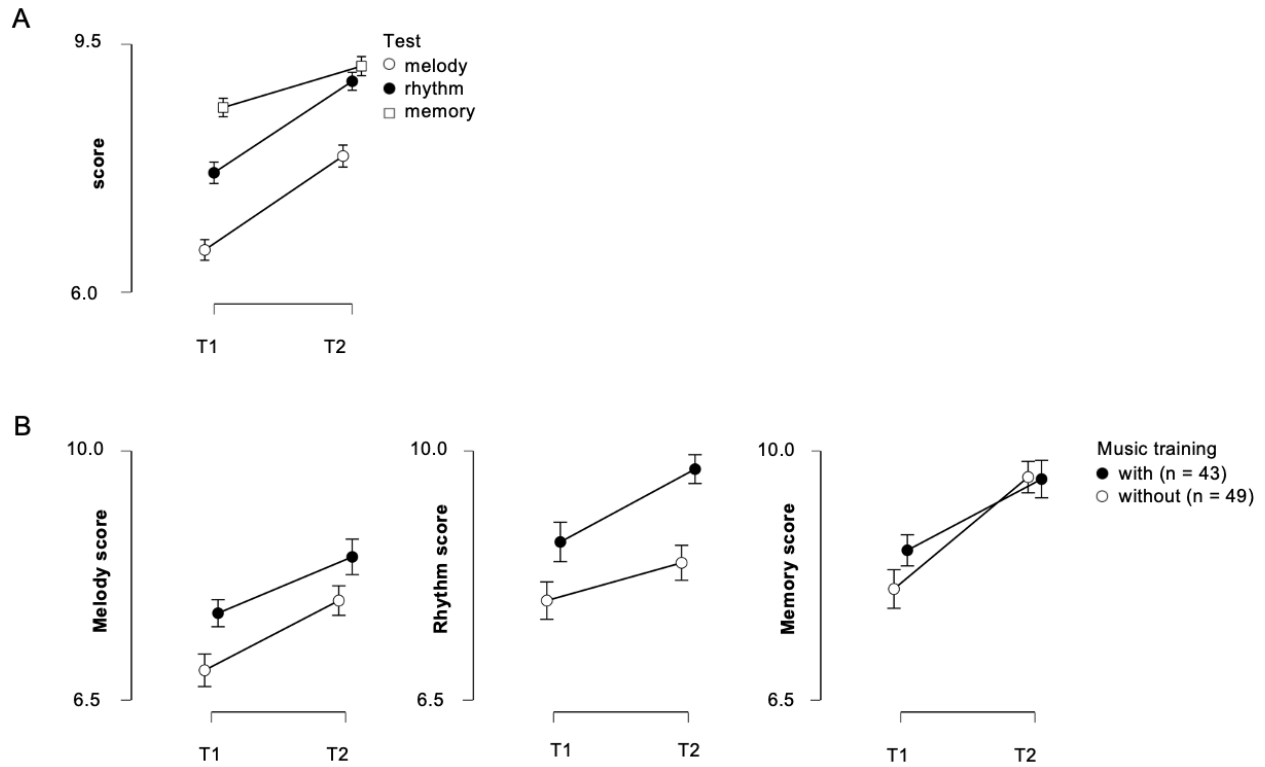 A
9.5
Test
melody
rhythm
memory
score
6.0
T1 T2
B
10.0
Melody score
6.5
T1 T2
10.0
Rhythm score
6.5
T1 T2
10.0
Memory score
6.5
T1 T2
Music training
with (n = 43)
without (n = 49)